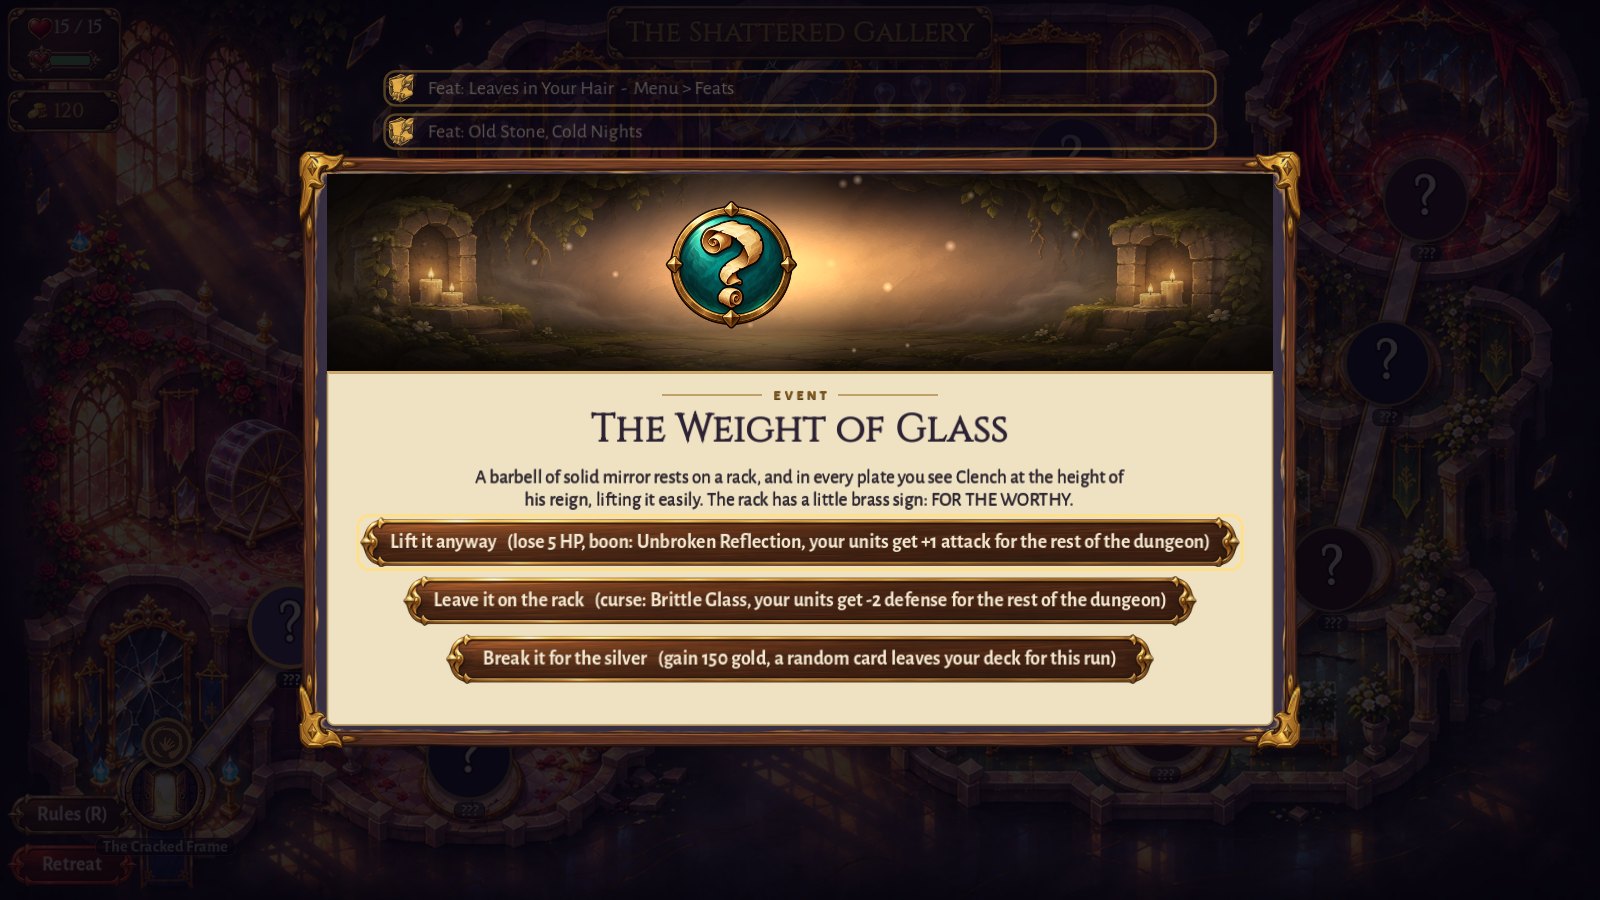 15 / 15
THE SHATTERED GALLERY
120
Feat: Leaves in Your Hair - Menu > Feats
Feat: Old Stone, Cold Nights
EVENT
THE WEIGHT OF GLASS
A barbell of solid mirror rests on a rack, and in every plate you see Clench at the height of
his reign, lifting it easily. The rack has a little brass sign: FOR THE WORTHY.
Lift it anyway (lose 5 HP, boon: Unbroken Reflection, your units get +1 attack for the rest of the dungeon)
Leave it on the rack (curse: Brittle Glass, your units get -2 defense for the rest of the dungeon)
Break it for the silver (gain 150 gold, a random card leaves your deck for this run)
?
???
?
???
?
???
?
???
?
???
???
?
Rules (R)
The Cracked Frame
Retreat